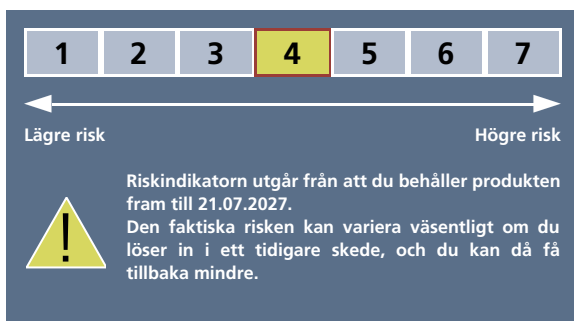 1 2 3 4 5 6 7
Lägre risk Högre risk
Riskindikatorn utgår från att du behåller produkten
fram till 21.07.2027.
Den faktiska risken kan variera väsentligt om du
löser in i ett tidigare skede, och du kan då få
tillbaka mindre.
!